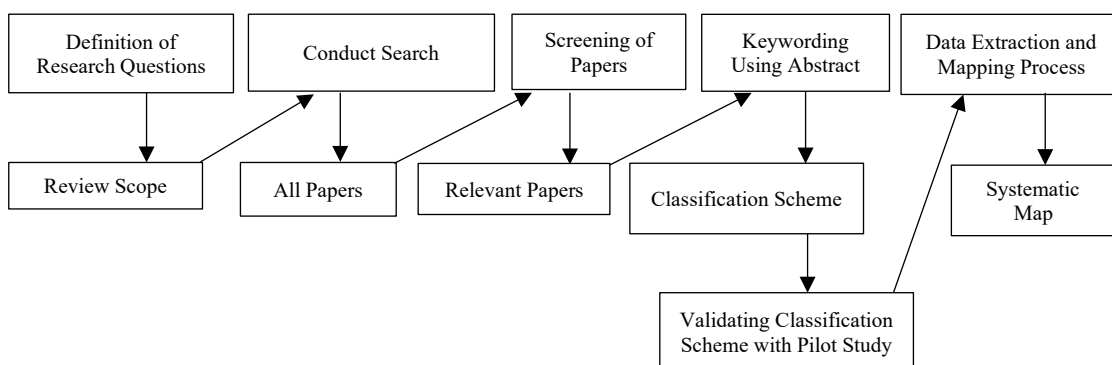 Definition of
Research Questions
Conduct Search
Screening of
Papers
Keywording
Using Abstract
Data Extraction and
Mapping Process
Review Scope
All Papers
Relevant Papers
Classification Scheme
Systematic
Map
Validating Classification
Scheme with Pilot Study